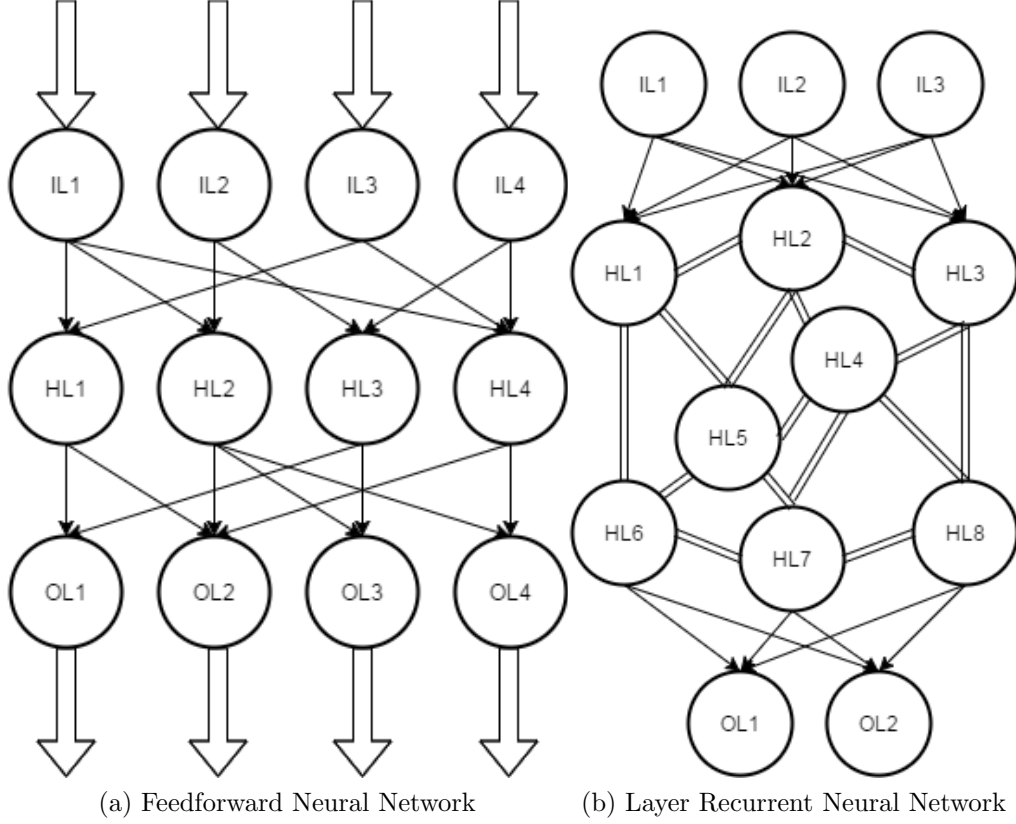 IL1 IL2 IL3 IL4
HL1 HL2 HL3 HL4
OL1 OL2 OL3 OL4
(a) Feedforward Neural Network
IL1 IL2 IL3
HL2
HL1 HL3
HL4
HL5
HL6 HL7 HL8
OL1 OL2
(b) Layer Recurrent Neural Network